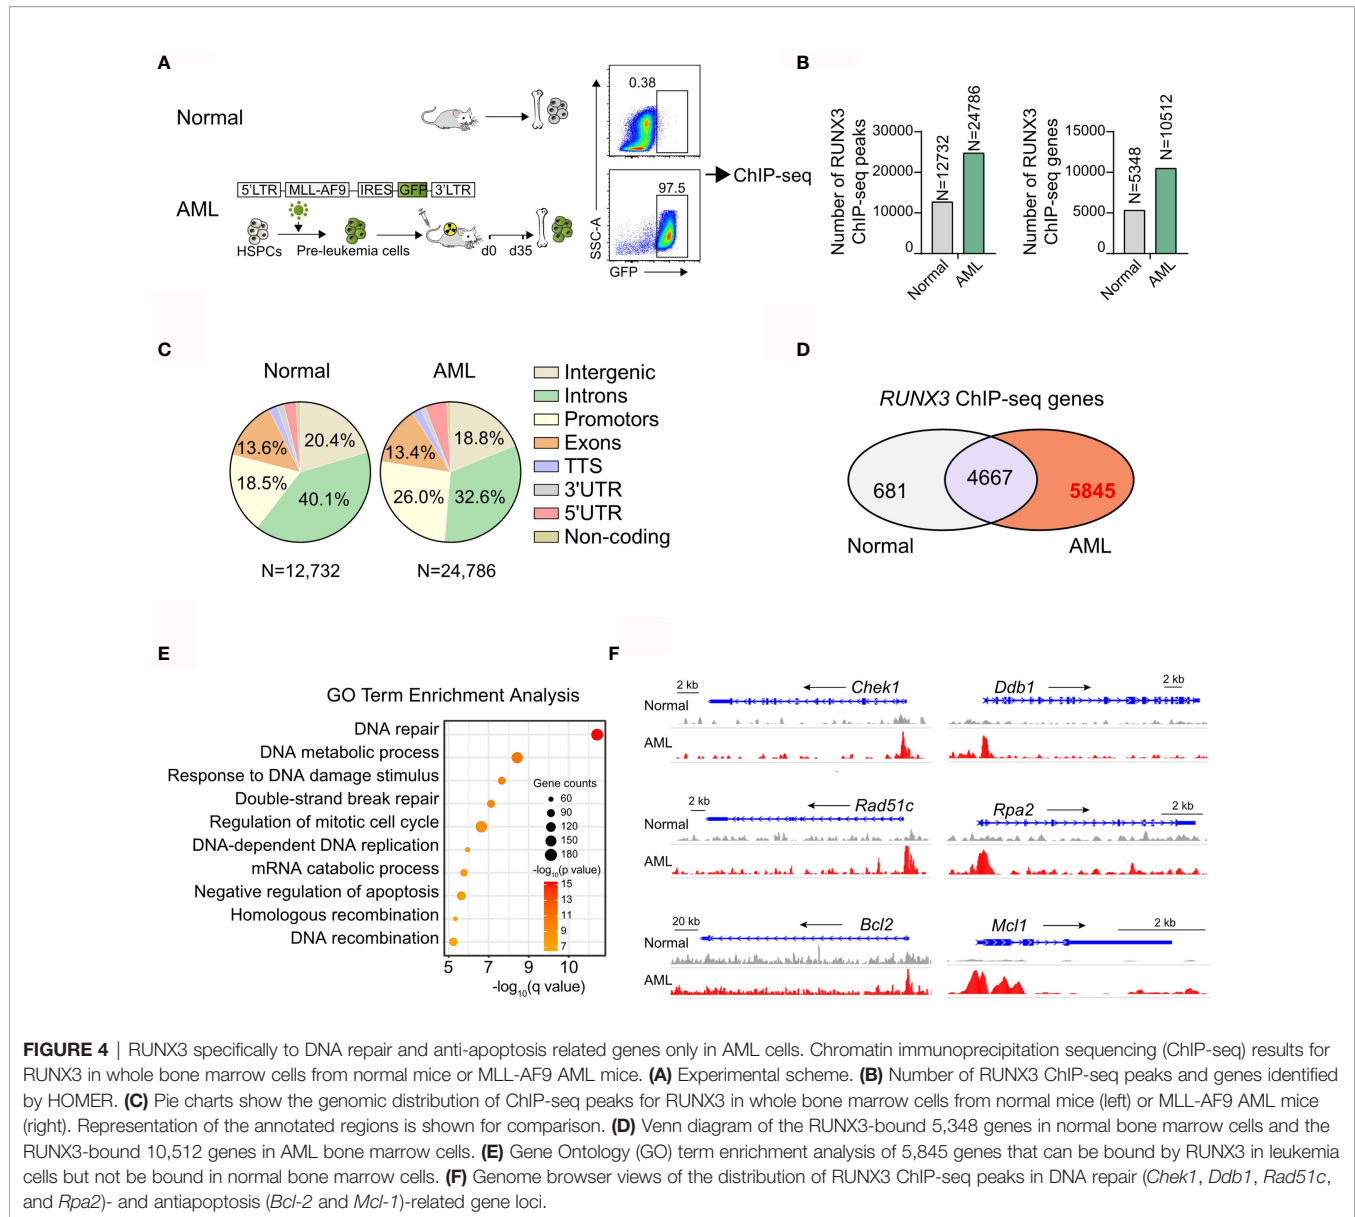 A
Normal
0.38
5'LTR MLL-AF9 IRES GFP 3'LTR
AML
HSPCs Pre-leukemia cells d0 d35
97.5
SSC-A
GFP
ChIP-seq
B
Number of RUNX3
ChIP-seq peaks
30000
20000
10000
0
N=12732
N=24786
Normal
AML
Number of RUNX3
ChIP-seq genes
15000
10000
5000
0
N=5348
N=10512
Normal
AML
C
Normal
20.4%
40.1%
18.5%
13.6%
N=12,732
AML
18.8%
32.6%
26.0%
13.4%
N=24,786
Intergenic
Introns
Promotors
Exons
TTS
3'UTR
5'UTR
Non-coding
D
RUNX3 ChIP-seq genes
681
4667
5845
Normal
AML
E
GO Term Enrichment Analysis
DNA repair
DNA metabolic process
Response to DNA damage stimulus
Double-strand break repair
Regulation of mitotic cell cycle
DNA-dependent DNA replication
mRNA catabolic process
Negative regulation of apoptosis
Homologous recombination
DNA recombination
Gene counts
60
90
120
150
180
-log10(p value)
15
13
11
9
7
5 7 9 10
-log10(q value)
F
2 kb
Chek1
Normal
AML
Ddb1
2 kb
2 kb
Rad51c
Normal
AML
Rpa2
2 kb
20 kb
Bcl2
Normal
AML
Mcl1
2 kb
FIGURE 4 | RUNX3 specifically to DNA repair and anti-apoptosis related genes only in AML cells. Chromatin immunoprecipitation sequencing (ChIP-seq) results for
RUNX3 in whole bone marrow cells from normal mice or MLL-AF9 AML mice. (A) Experimental scheme. (B) Number of RUNX3 ChIP-seq peaks and genes identified
by HOMER. (C) Pie charts show the genomic distribution of ChIP-seq peaks for RUNX3 in whole bone marrow cells from normal mice (left) or MLL-AF9 AML mice
(right). Representation of the annotated regions is shown for comparison. (D) Venn diagram of the RUNX3-bound 5,348 genes in normal bone marrow cells and the
RUNX3-bound 10,512 genes in AML bone marrow cells. (E) Gene Ontology (GO) term enrichment analysis of 5,845 genes that can be bound by RUNX3 in leukemia
cells but not be bound in normal bone marrow cells. (F) Genome browser views of the distribution of RUNX3 ChIP-seq peaks in DNA repair (Chek1, Ddb1, Rad51c,
and Rpa2)- and antiapoptosis (Bcl-2 and Mcl-1)-related gene loci.